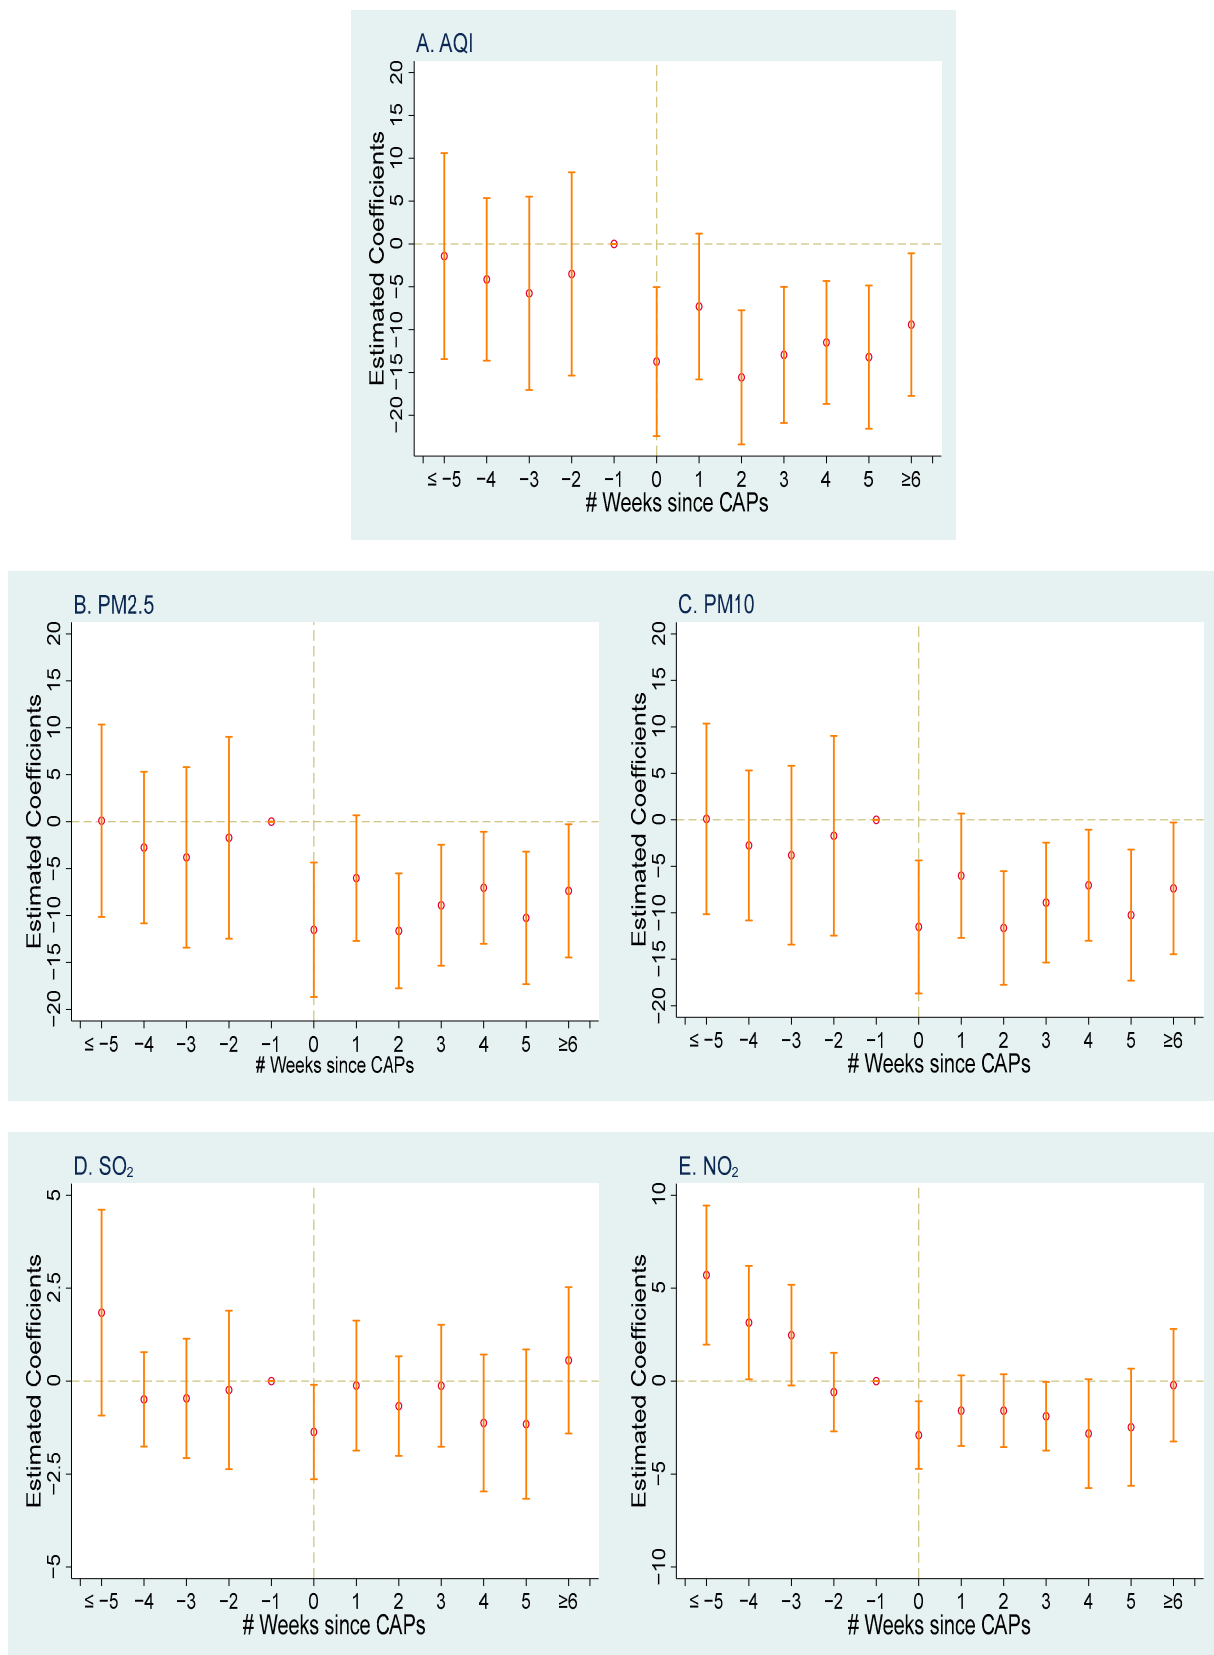 A. AQI
Estimated Coefficients
20
15
10
5
0
−5
−10
−15
−20
≤ −5 −4 −3 −2 −1 0 1 2 3 4 5 ≥6
# Weeks since CAPs
B. PM2.5
Estimated Coefficients
20
15
10
5
0
−5
−10
−15
−20
≤ −5 −4 −3 −2 −1 0 1 2 3 4 5 ≥6
# Weeks since CAPs
C. PM10
Estimated Coefficients
20
15
10
5
0
−5
−10
−15
−20
≤ −5 −4 −3 −2 −1 0 1 2 3 4 5 ≥6
# Weeks since CAPs
D. SO₂
Estimated Coefficients
5
2.5
0
−2.5
−5
≤ −5 −4 −3 −2 −1 0 1 2 3 4 5 ≥6
# Weeks since CAPs
E. NO₂
Estimated Coefficients
10
5
0
−5
−10
≤ −5 −4 −3 −2 −1 0 1 2 3 4 5 ≥6
# Weeks since CAPs